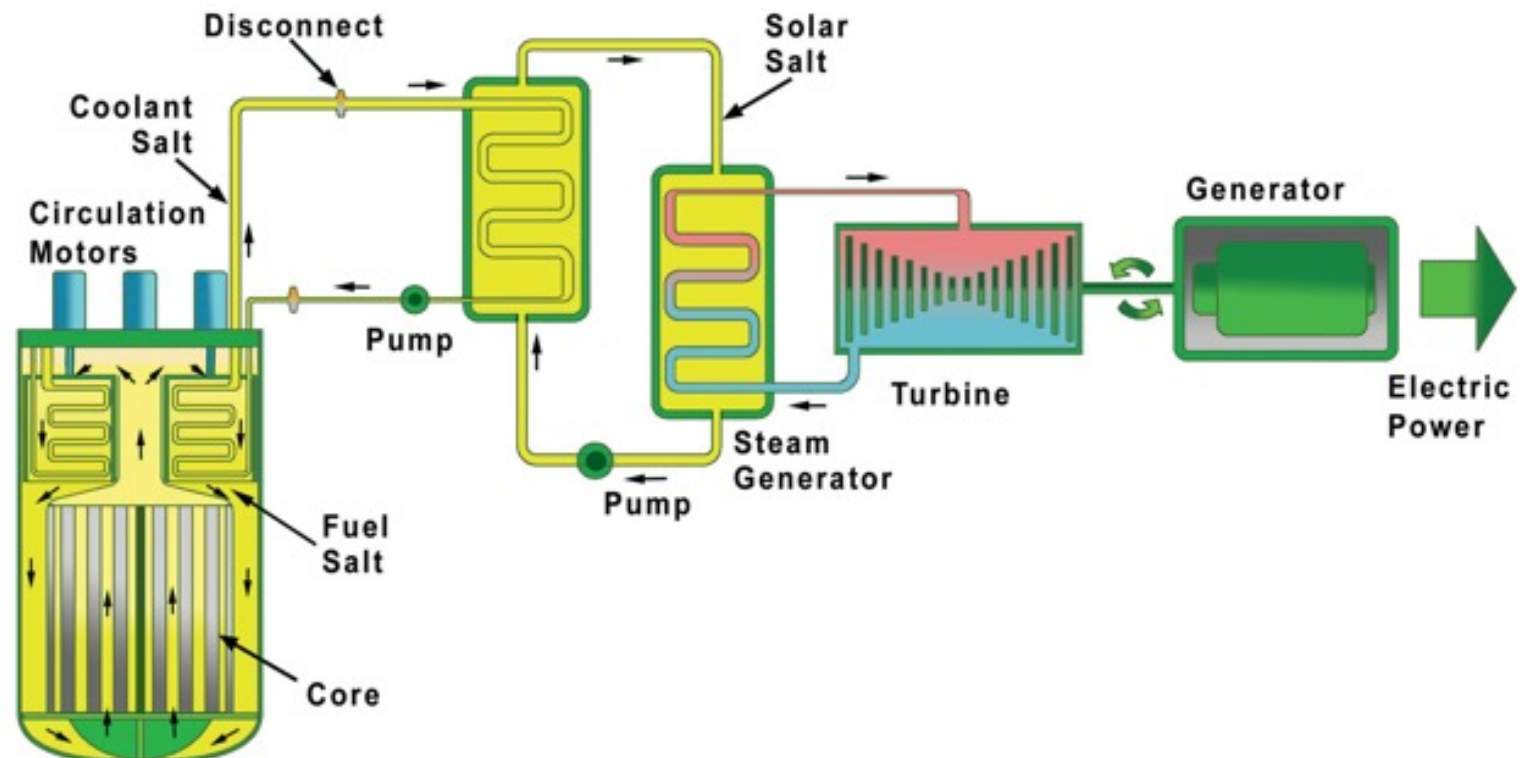 Disconnect
Solar
Salt
Coolant
Salt
Circulation
Motors
Generator
Pump
Turbine
Electric
Power
Steam
Generator
Pump
Fuel
Salt
Core